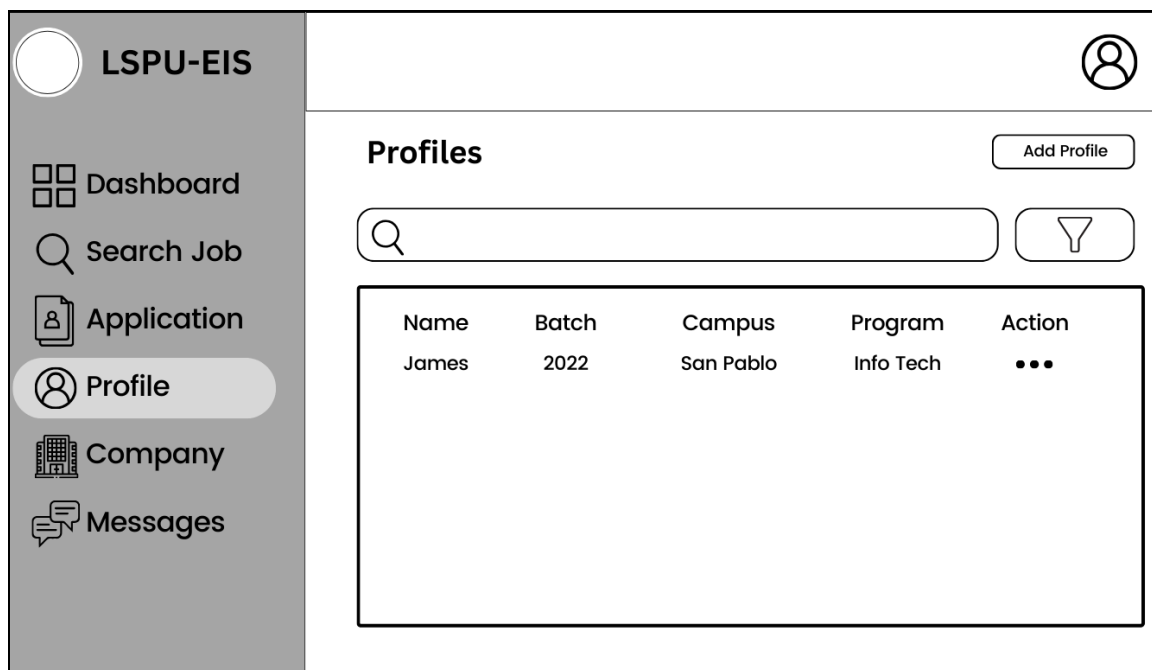 LSPU-EIS
Dashboard
Search Job
Application
Profile
Company
Messages
Profiles
Add Profile
Name Batch Campus Program Action
James 2022 San Pablo Info Tech